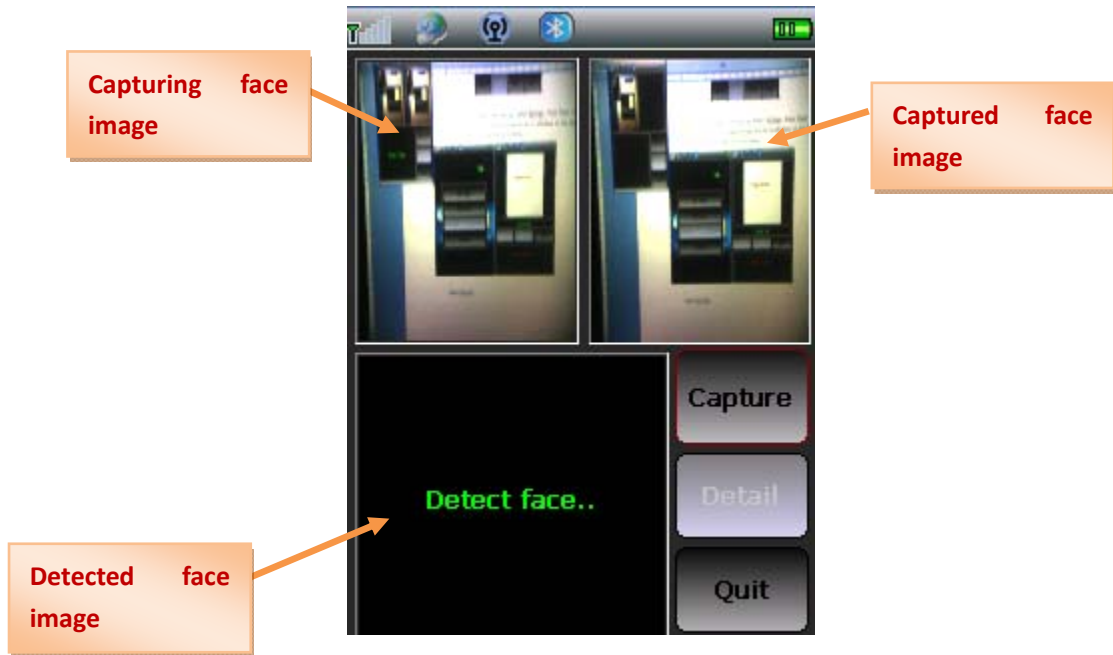 Capturing face
image
Captured face
image
Capture
Detect face..
Detail
Detected face
image
Quit